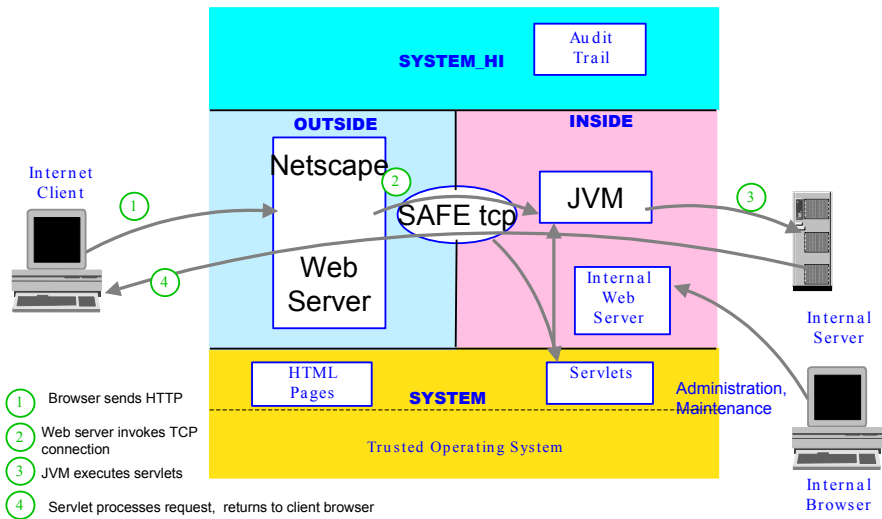 Audit
Trail
SYSTEM_HI
OUTSIDE
INSIDE
Internet
Client
Netscape
Web
Server
1
2
SAFE tcp
JVM
3
4
Internal
Web
Server
Internal
Server
HTML
Pages
SYSTEM
Servlets
Administration,
Maintenance
Trusted Operating System
Internal
Browser
1 Browser sends HTTP
2 Web server invokes TCP
connection
3 JVM executes servlets
4 Servlet processes request, returns to client browser